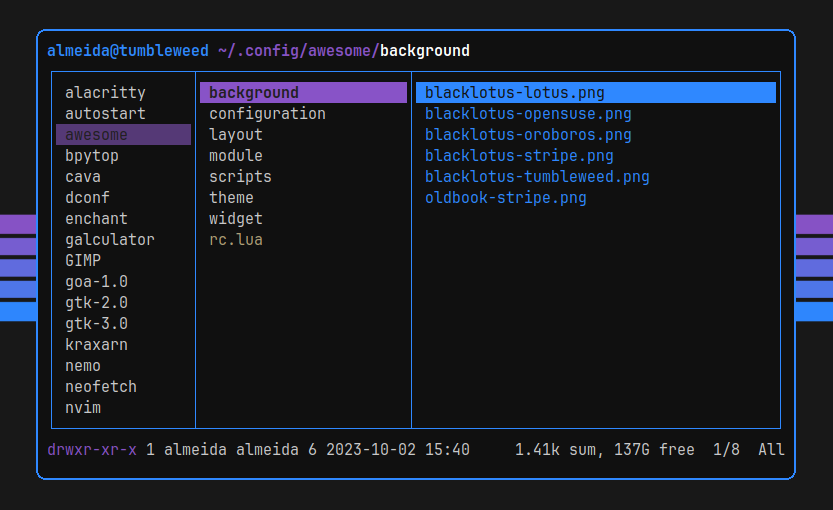 almeida@tumbleweed ~/.config/awesome/background
alacritty background blacklotus-lotus.png
autostart configuration blacklotus-opensuse.png
awesome layout blacklotus-oroboros.png
bpytop module blacklotus-stripe.png
cava scripts blacklotus-tumbleweed.png
dconf theme oldbook-stripe.png
enchant widget
galculator rc.lua
GIMP
goa-1.0
gtk-2.0
gtk-3.0
kraxarn
nemo
neofetch
nvim
drwxr-xr-x 1 almeida almeida 6 2023-10-02 15:40 1.41k sum, 137G free 1/8 All